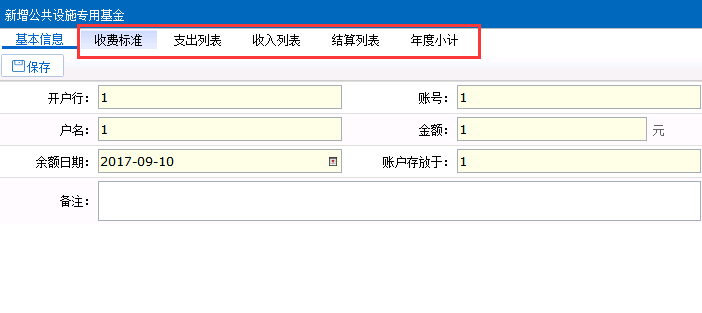 新增公共设施专用基金
基本信息 收费标准 支出列表 收入列表 结算列表 年度小计
保存
开户行： 1 账号： 1
户名： 1 金额： 1 元
余额日期： 2017-09-10 账户存放于： 1
备注：